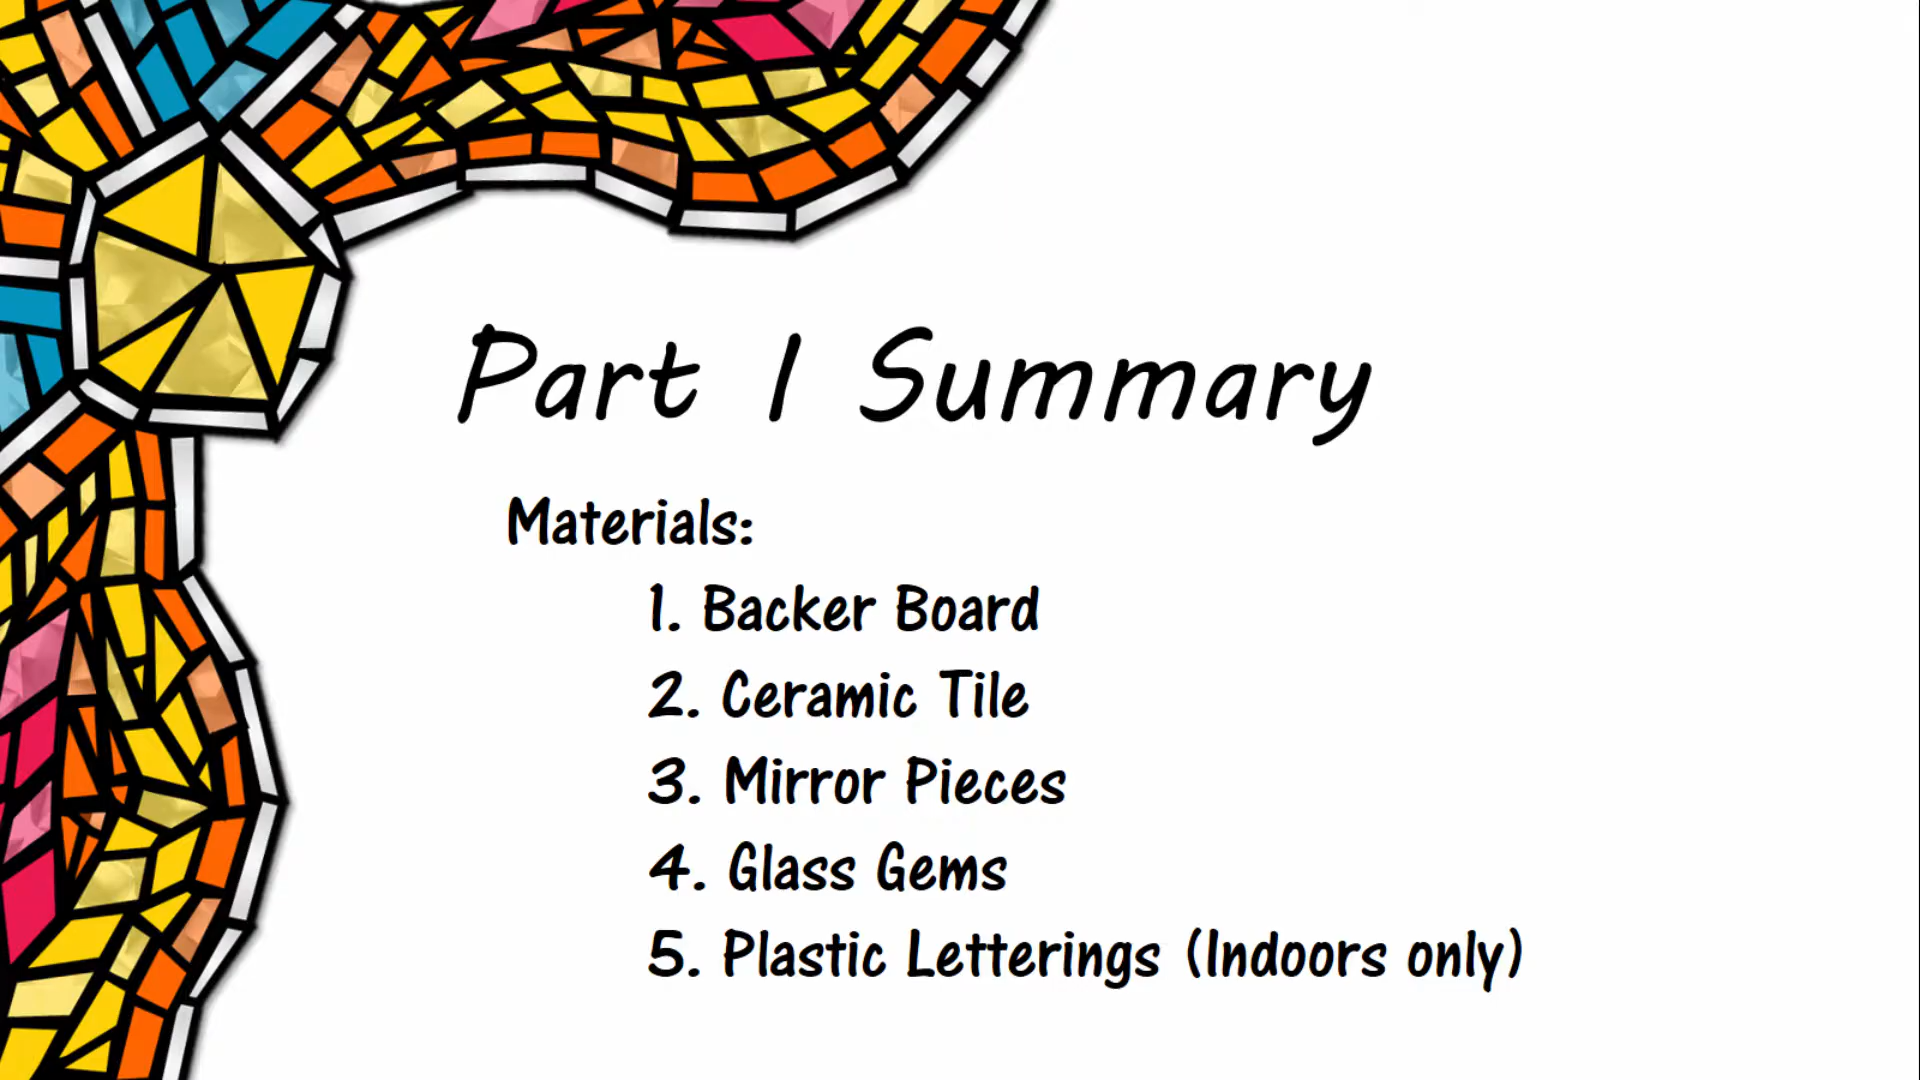 Part 1 Summary
Materials:
1. Backer Board
2. Ceramic Tile
3. Mirror Pieces
4. Glass Gems
5. Plastic Letterings (Indoors only)